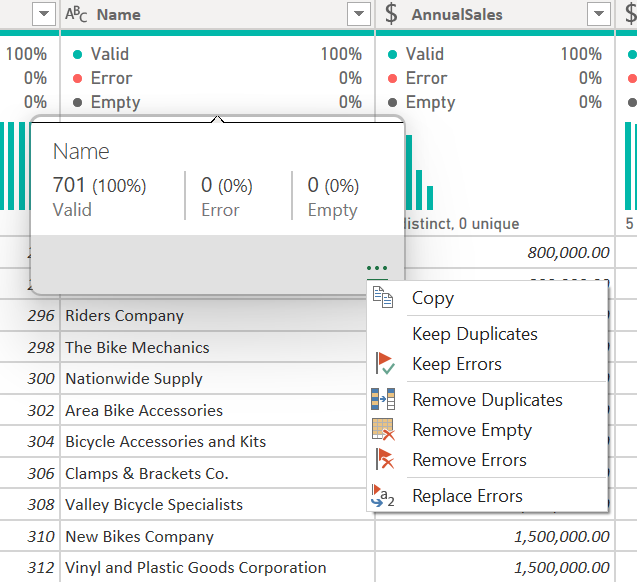 ABC Name $ AnnualSales $
100% Valid 100% Valid 100%
0% Error 0% Error 0%
0% Empty 0% Empty 0%
Name
701 (100%) 0 (0%) 0 (0%)
Valid Error Empty
distinct, 0 unique 5
800,000.00
Copy
296 Riders Company
Keep Duplicates
298 The Bike Mechanics
Keep Errors
300 Nationwide Supply
Remove Duplicates
302 Area Bike Accessories
Remove Empty
304 Bicycle Accessories and Kits
Remove Errors
306 Clamps & Brackets Co.
Replace Errors
308 Valley Bicycle Specialists
310 New Bikes Company 1,500,000.00
312 Vinyl and Plastic Goods Corporation 1,500,000.00